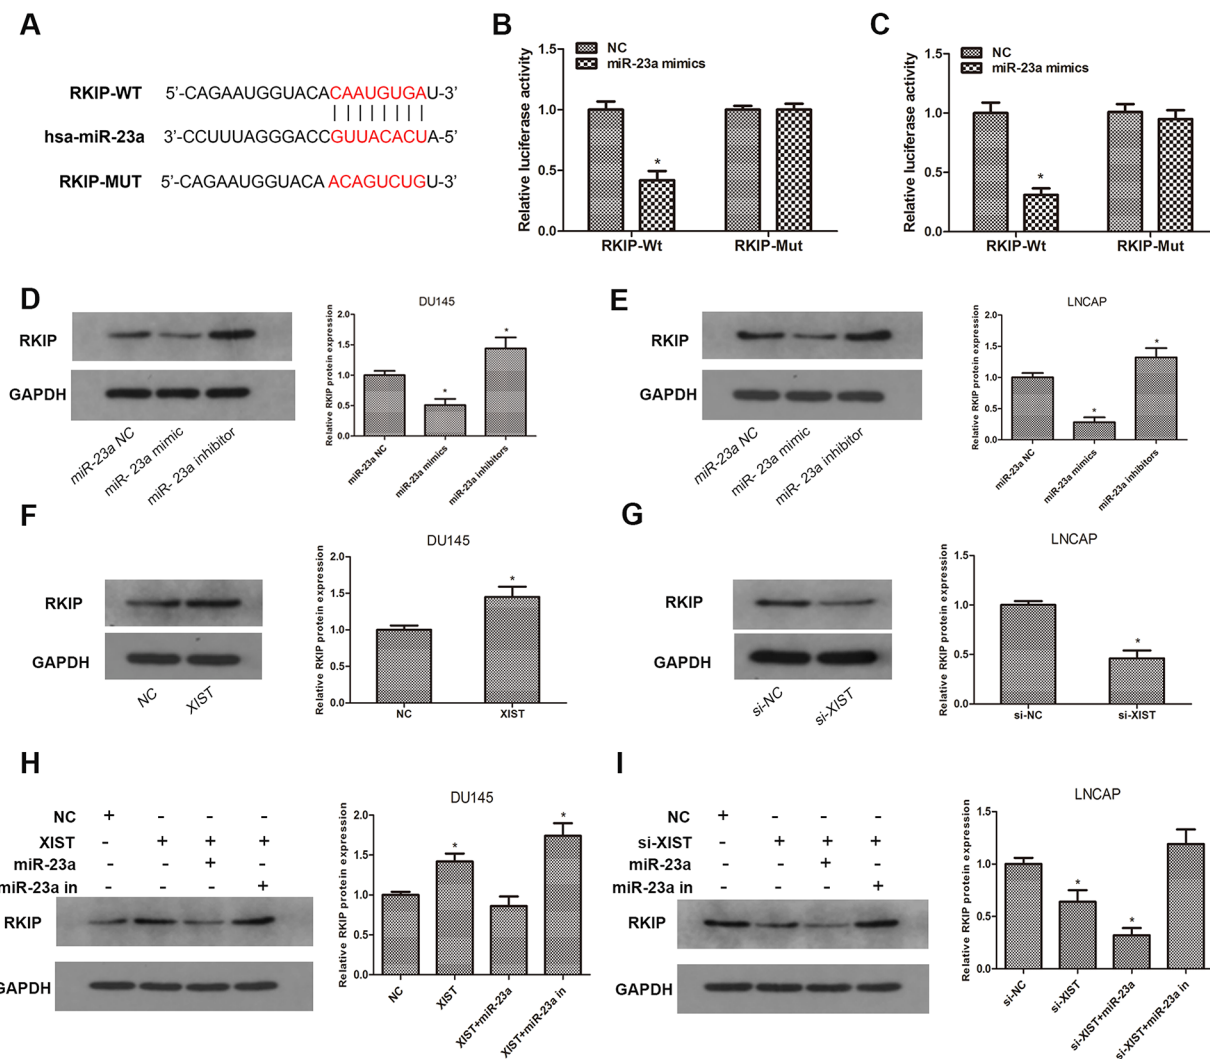 A
RKIP-WT 5'-CAGAAUGGUACACAAUGUGAU-3'
hsa-miR-23a 3'-CCUUUAGGGACCGUUACACUA-5'
RKIP-MUT 5'-CAGAAUGGUACA ACAGUCUGU-3'
B
NC
miR-23a mimics
Relative luciferase activity
1.5
1.0
0.5
0.0
RKIP-Wt RKIP-Mut
*
C
NC
miR-23a mimics
Relative luciferase activity
1.5
1.0
0.5
0.0
RKIP-Wt RKIP-Mut
*
D
RKIP
GAPDH
miR-23a NC
miR- 23a mimic
miR- 23a inhibitor
DU145
Relative RKIP protein expression
2.0
1.5
1.0
0.5
0.0
* *
miR-23a NC
miR-23a mimics
miR-23a inhibitors
E
RKIP
GAPDH
miR-23a NC
miR- 23a mimic
miR- 23a inhibitor
LNCAP
Relative RKIP protein expression
2.0
1.5
1.0
0.5
0.0
* *
miR-23a NC
miR-23a mimics
miR-23a inhibitors
F
RKIP
GAPDH
NC
XIST
DU145
Relative RKIP protein expression
2.0
1.5
1.0
0.5
0.0
*
NC XIST
G
RKIP
GAPDH
si-NC
si-XIST
LNCAP
Relative RKIP protein expression
1.5
1.0
0.5
0.0
*
si-NC si-XIST
H
NC + - - -
XIST - + + +
miR-23a - - + -
miR-23a in - - - +
RKIP
GAPDH
DU145
Relative RKIP protein expression
2.0
1.5
1.0
0.5
0.0
* *
NC
XIST
XIST+miR-23a
XIST+miR-23a in
I
NC + - - -
si-XIST - + + +
miR-23a - - + -
miR-23a in - - - +
RKIP
GAPDH
LNCAP
Relative RKIP protein expression
1.5
1.0
0.5
0.0
* *
si-NC
si-XIST
si-XIST+miR-23a
si-XIST+miR-23a in